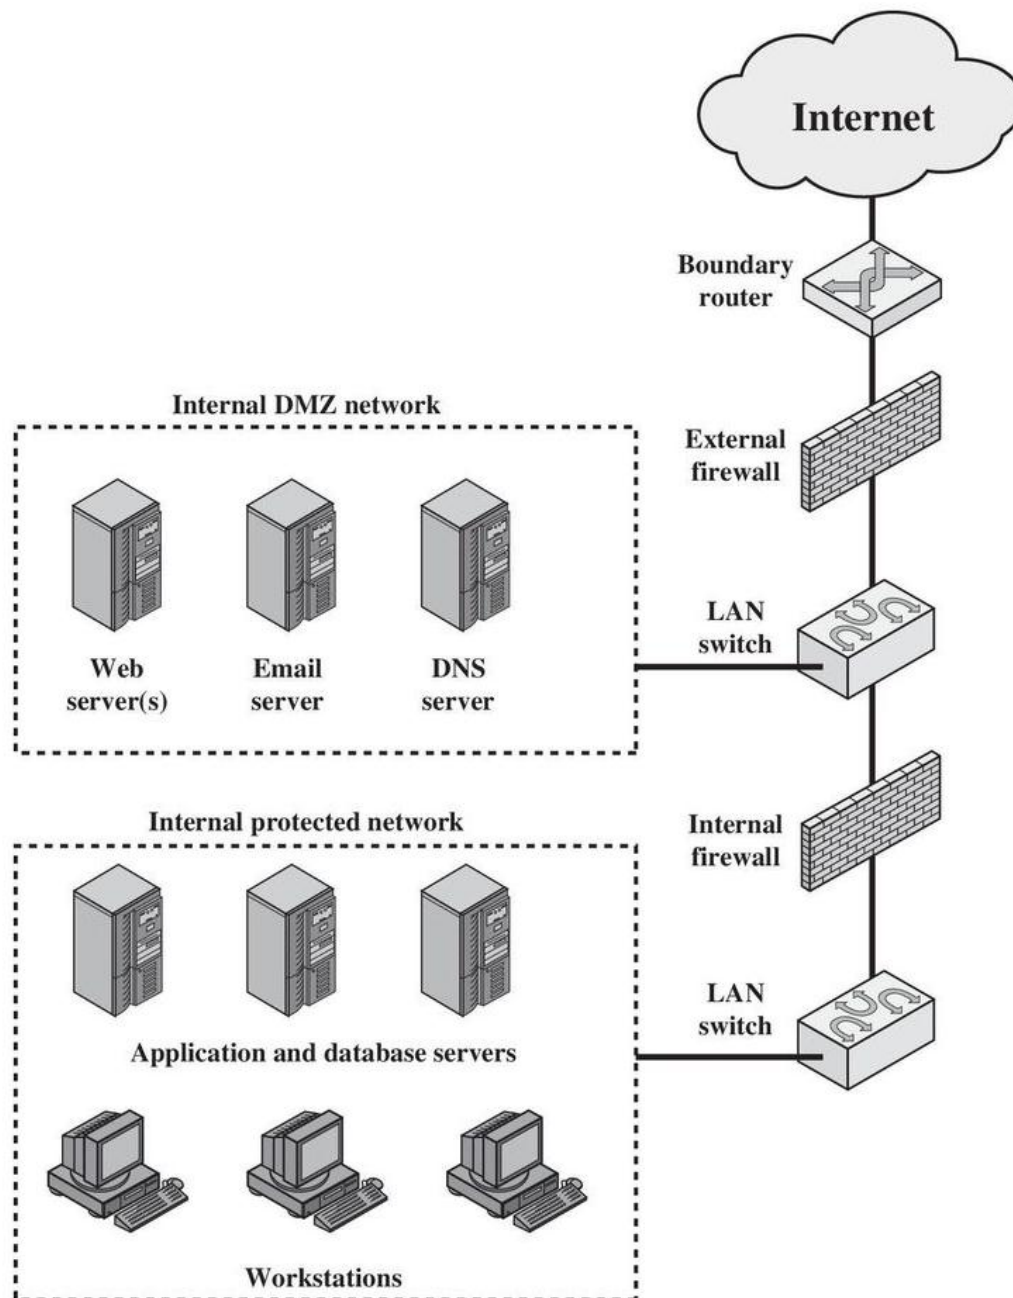 Internet
Boundary
router
Internal DMZ network
External
firewall
Web
server(s)
Email
server
DNS
server
LAN
switch
Internal protected network
Internal
firewall
Application and database servers
LAN
switch
Workstations